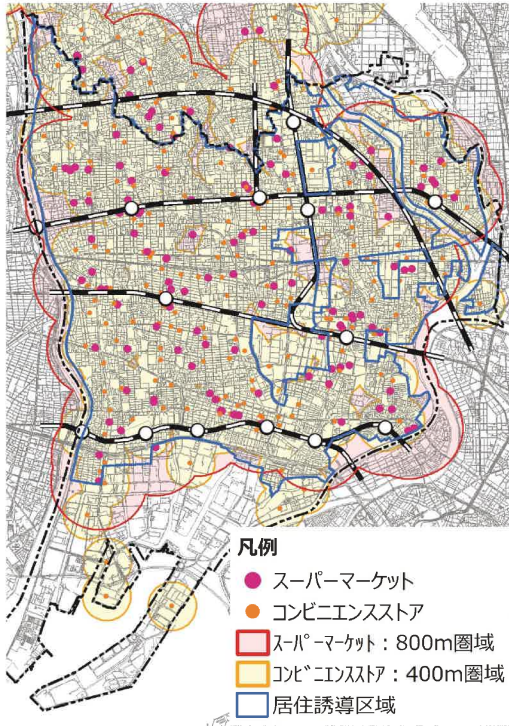 凡例
スーパーマーケット
コンビニエンスストア
スーパーマーケット：800m圏域
コンビニエンスストア：400m圏域
居住誘導区域